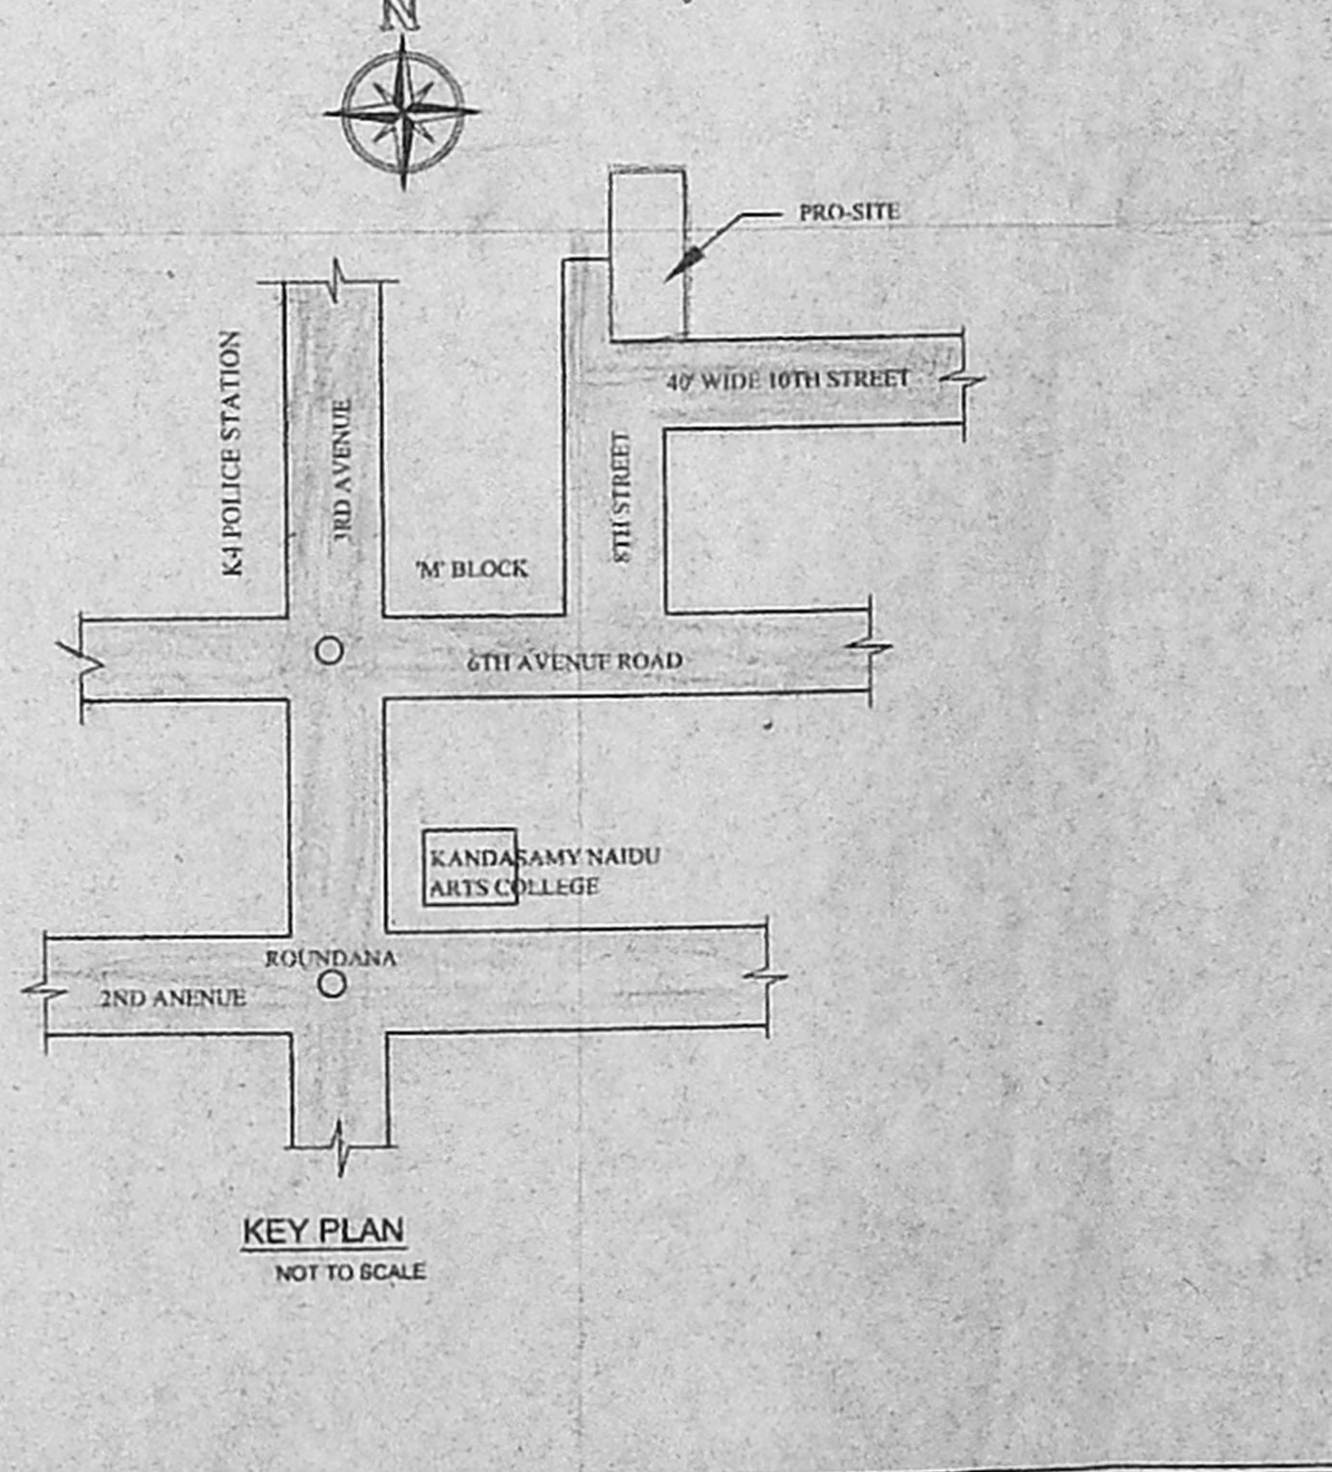 N
PRO-SITE
K4 POLICE STATION
3RD AVENUE
40' WIDE 10TH STREET
8TH STREET
'M' BLOCK
6TH AVENUE ROAD
KANDASAMY NAIDU
ARTS COLLEGE
ROUNDANA
2ND ANENUE
KEY PLAN
NOT TO SCALE